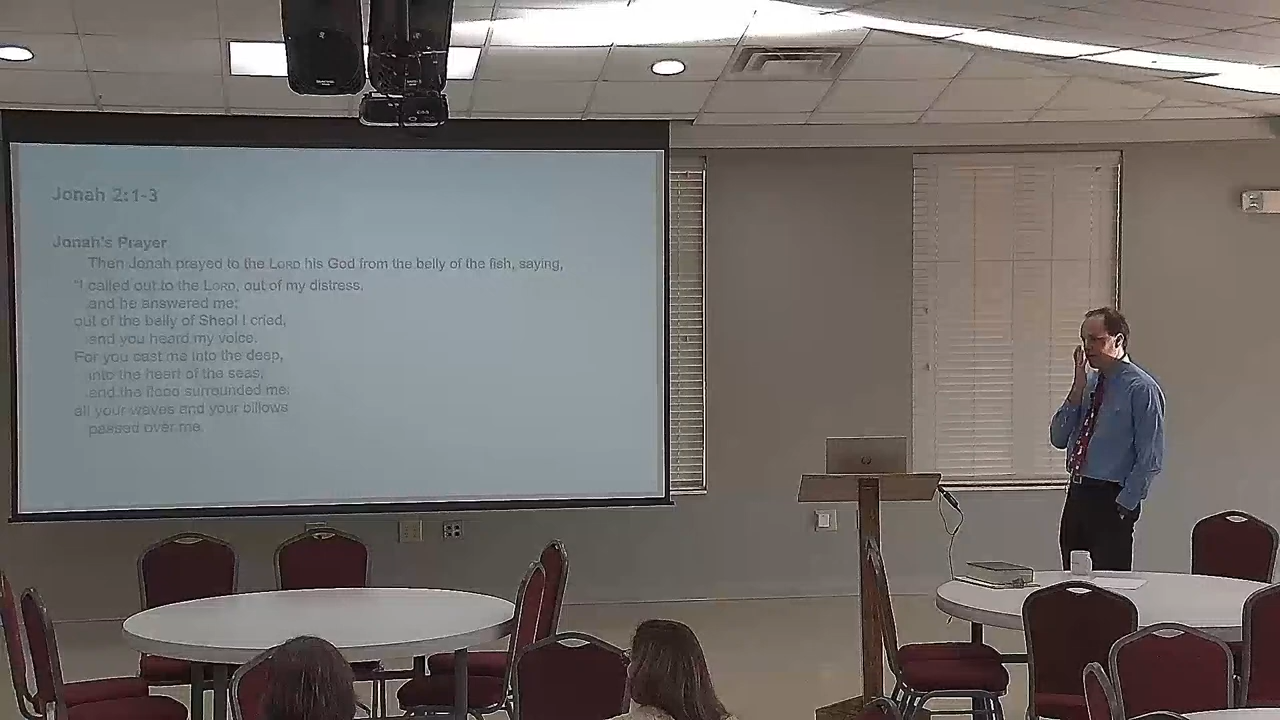 Jonah 2:1-3
Jonah's Prayer
Then Jonah prayed to the LORD his God from the belly of the fish, saying,
"I called out to the LORD, out of my distress,
and he answered me;
out of the belly of Sheol I cried,
and you heard my voice.
For you cast me into the deep,
into the heart of the seas,
and the flood surrounded me;
all your waves and your billows
passed over me.